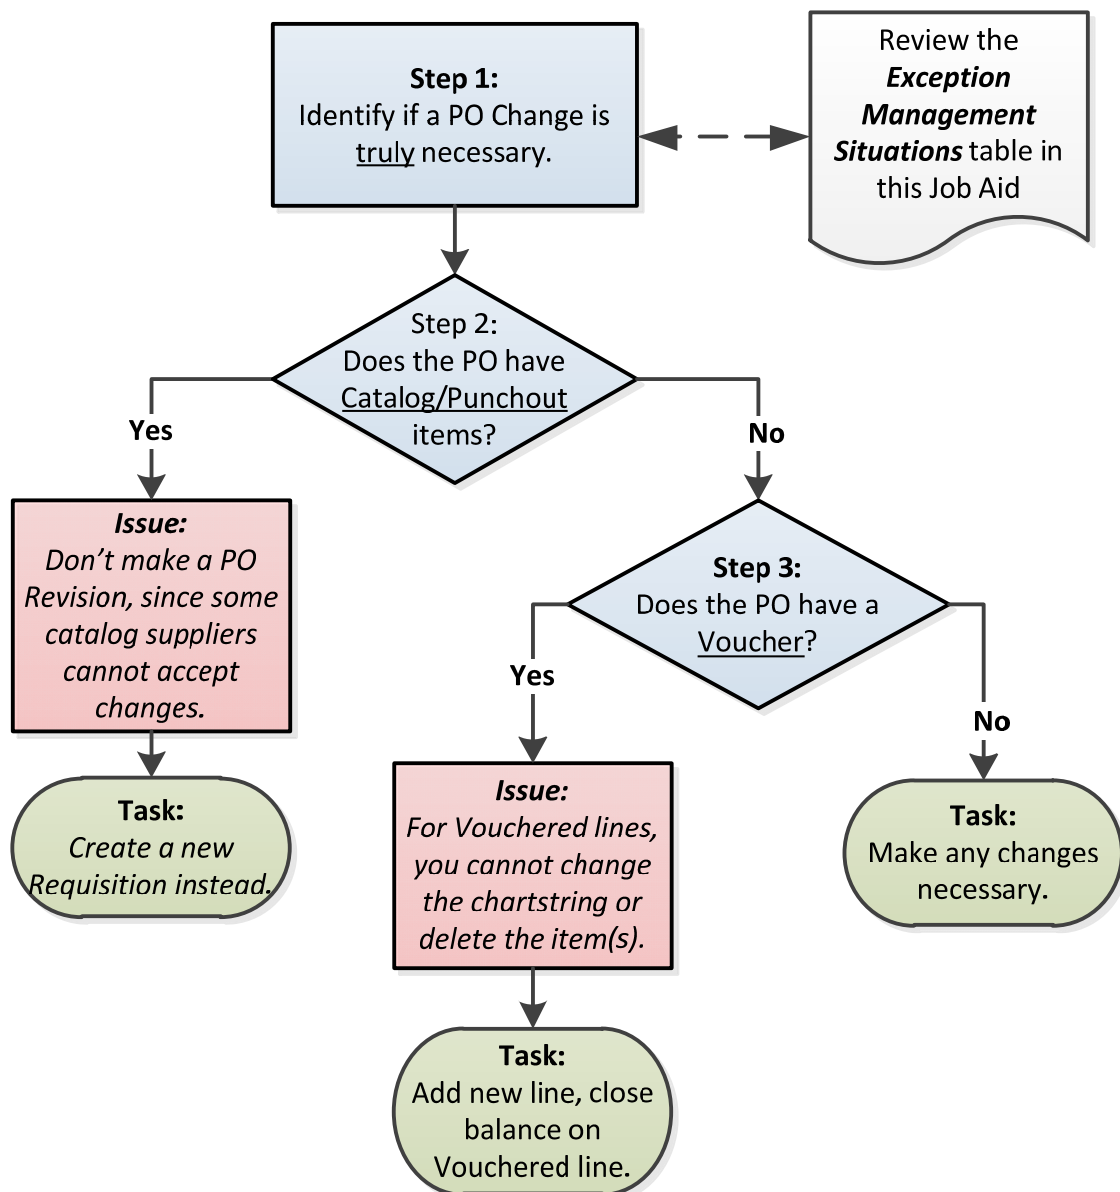 Step 1:
Identify if a PO Change is
truly necessary.
Review the
Exception
Management
Situations table in
this Job Aid
Step 2:
Does the PO have
Catalog/Punchout
items?
Yes
No
Issue:
Don't make a PO
Revision, since some
catalog suppliers
cannot accept
changes.
Task:
Create a new
Requisition instead.
Step 3:
Does the PO have a
Voucher?
Yes
No
Issue:
For Vouchered lines,
you cannot change
the chartstring or
delete the item(s).
Task:
Add new line, close
balance on
Vouchered line.
Task:
Make any changes
necessary.